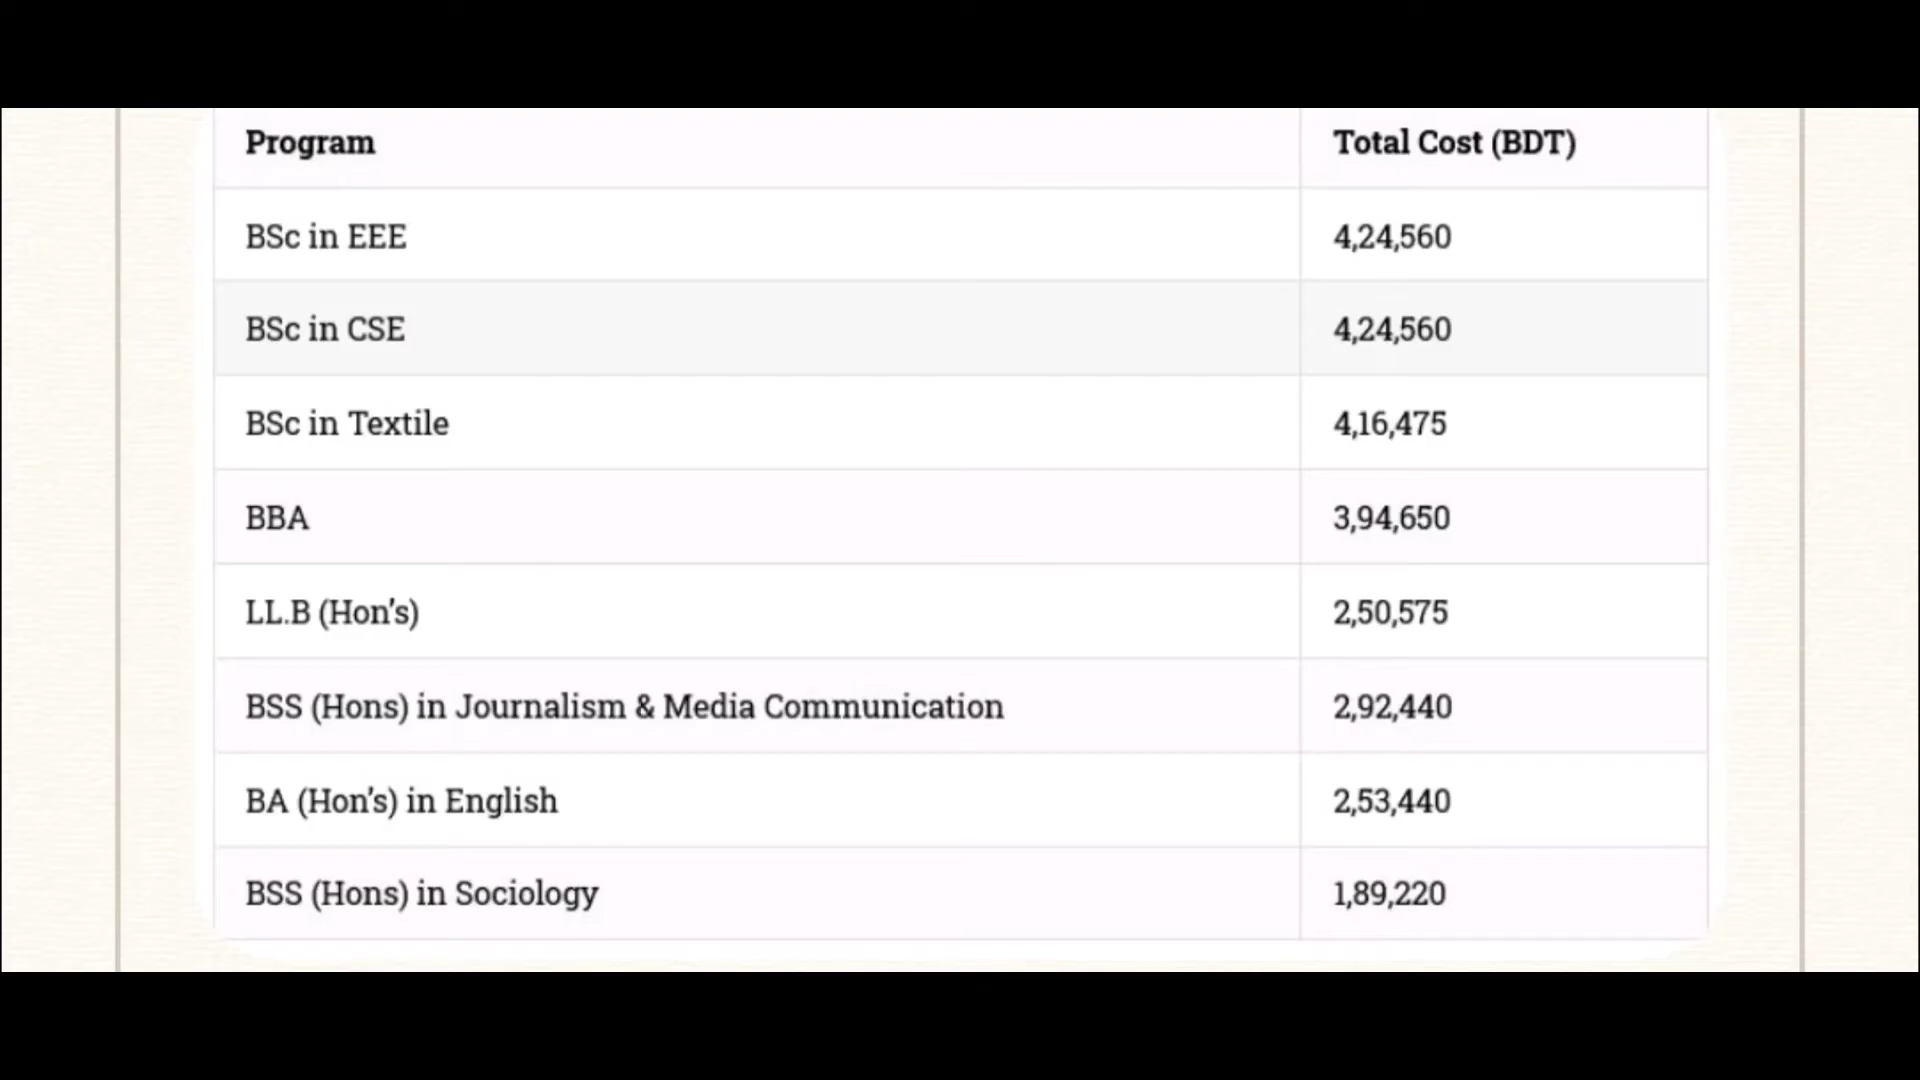 Program Total Cost (BDT)
BSc in EEE 4,24,560
BSc in CSE 4,24,560
BSc in Textile 4,16,475
BBA 3,94,650
LL.B (Hon’s) 2,50,575
BSS (Hons) in Journalism & Media Communication 2,92,440
BA (Hon’s) in English 2,53,440
BSS (Hons) in Sociology 1,89,220